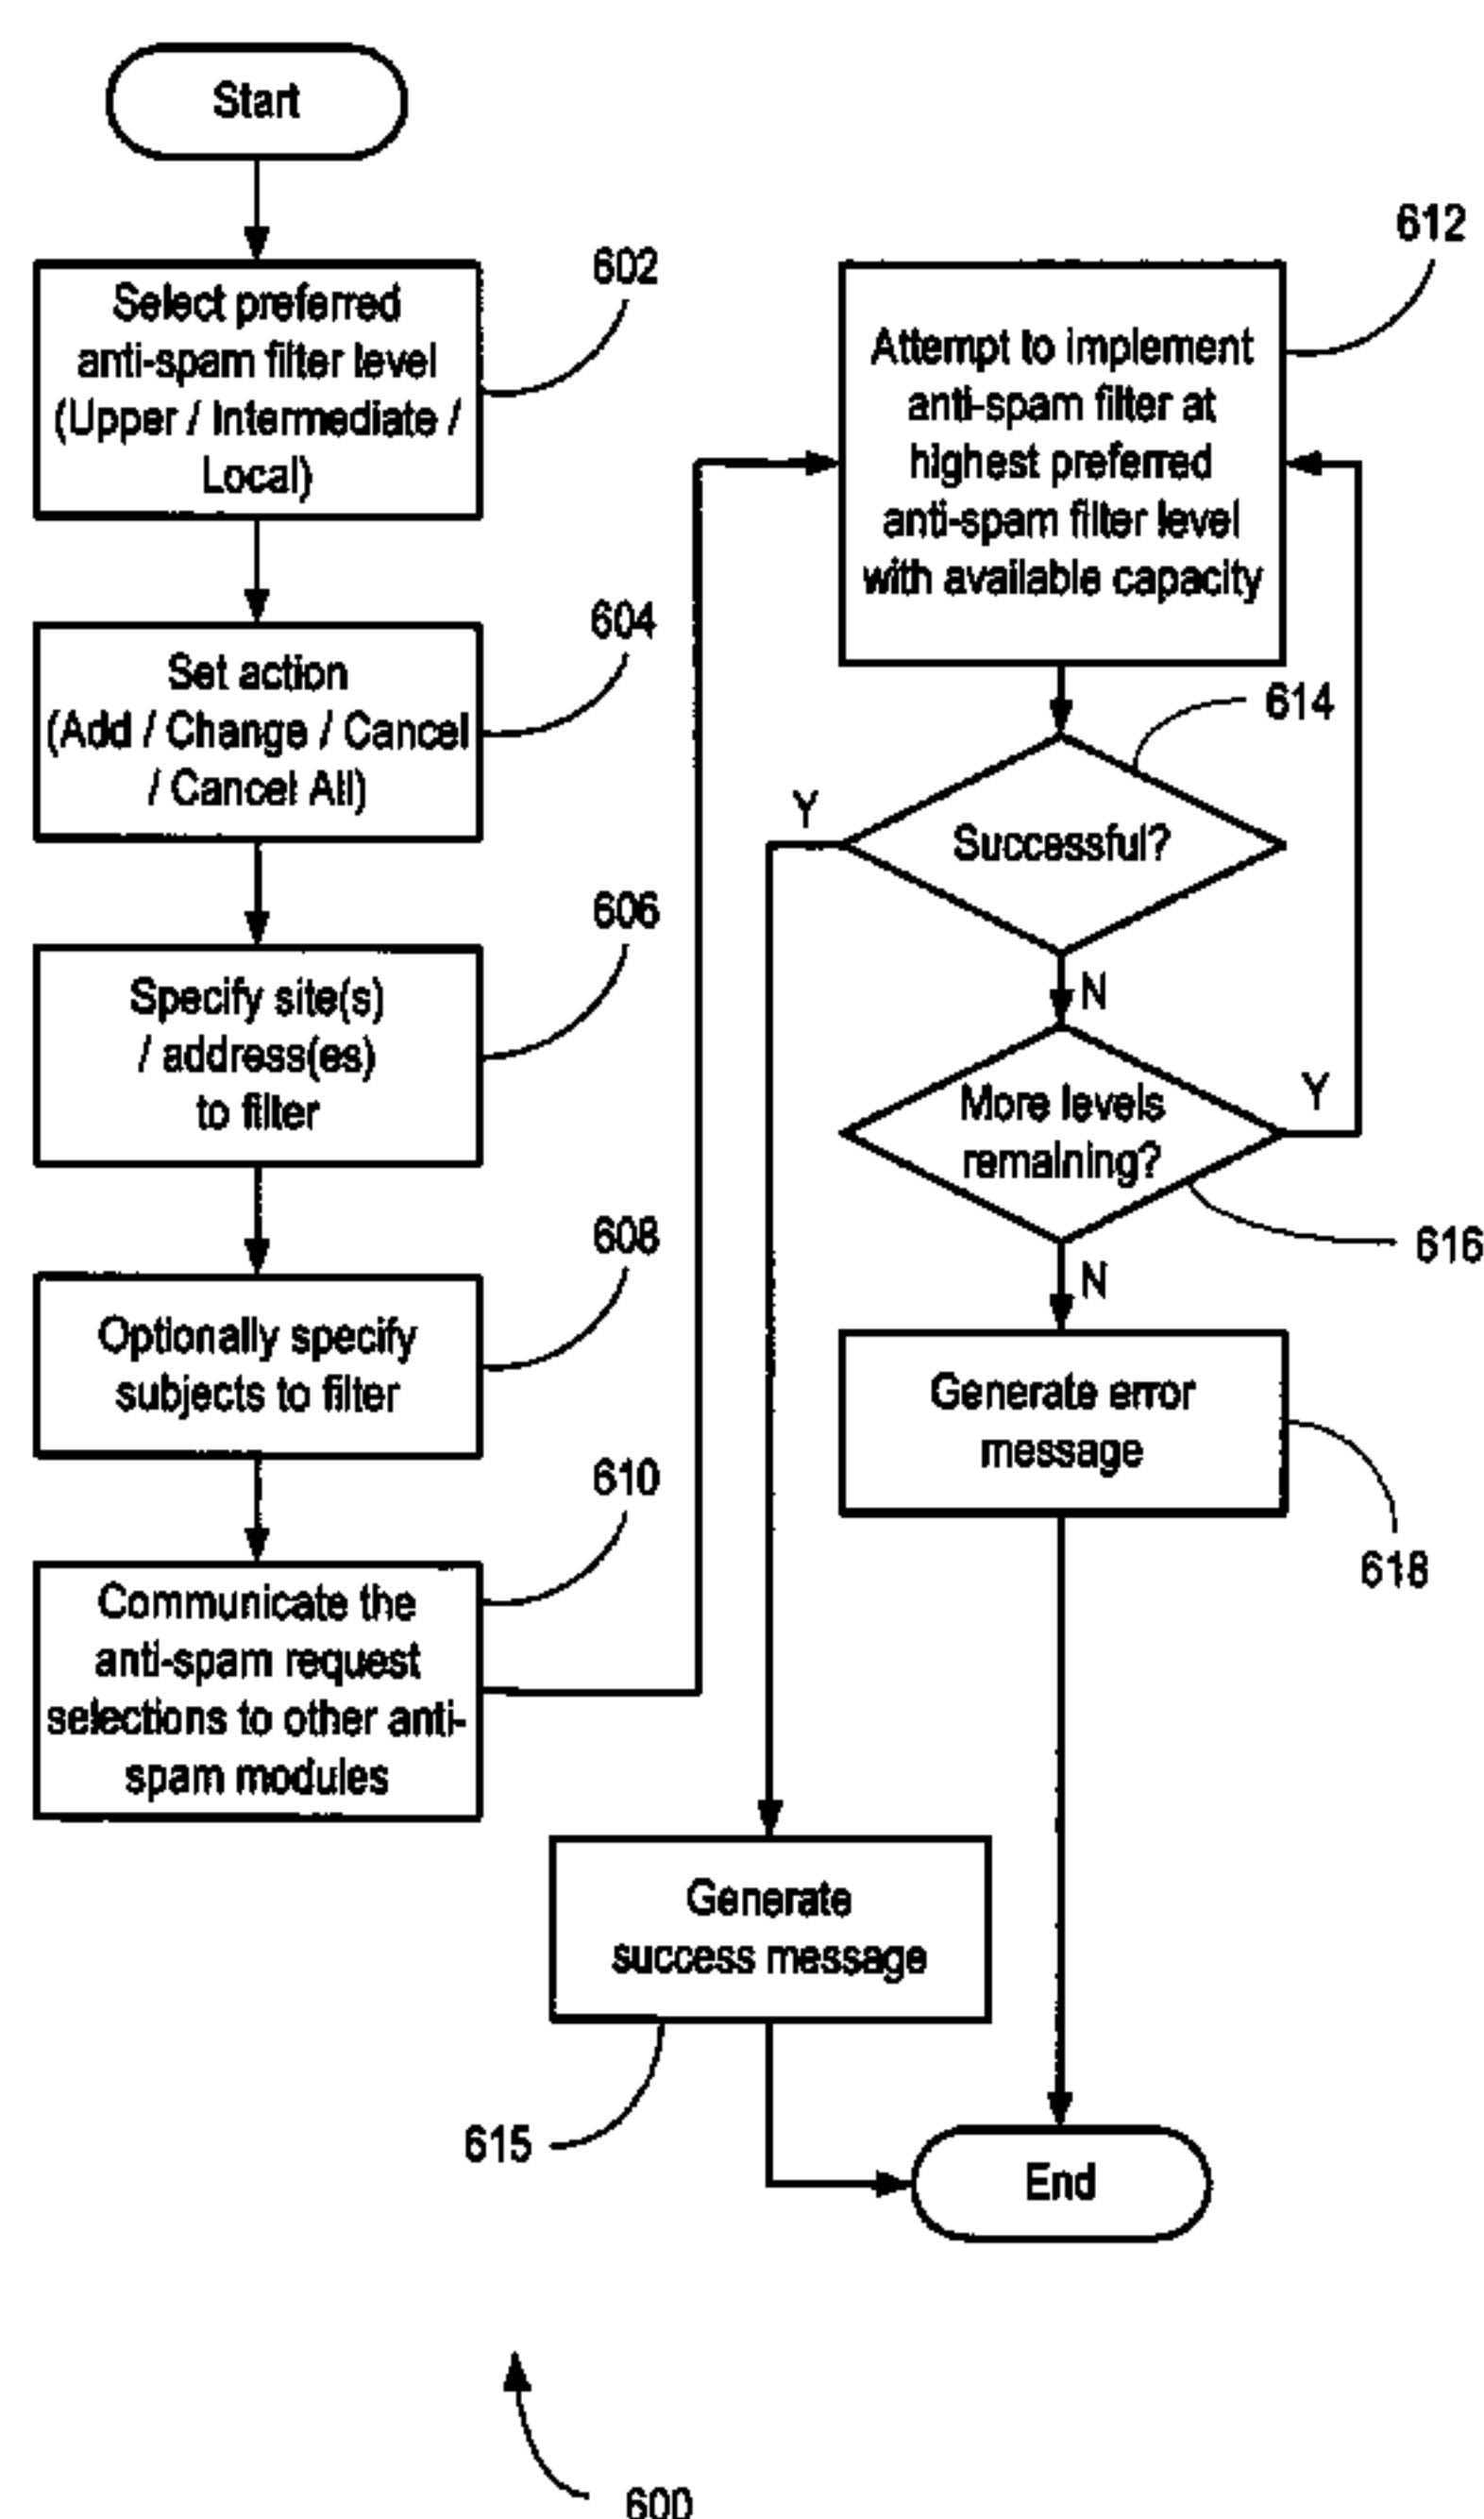 Start
602
Select preferred
anti-spam filter level
(Upper / Intermediate /
Local)
604
Set action
(Add / Change / Cancel
/ Cancel All)
606
Specify site(s)
/ address(es)
to filter
608
Optionally specify
subjects to filter
610
Communicate the
anti-spam request
selections to other anti-
spam modules
612
Attempt to implement
anti-spam filter at
highest preferred
anti-spam filter level
with available capacity
614
Y
Successful?
N
More levels
remaining?
Y
616
N
Generate error
message
618
Generate
success message
615
End
600